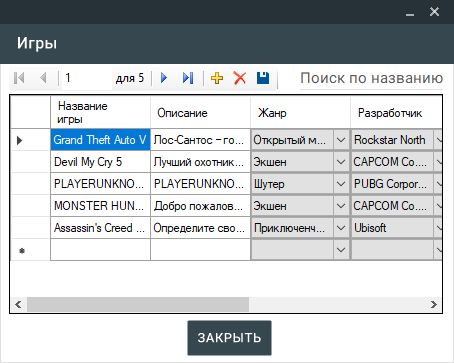 Игры
1 для 5 Поиск по названию
Название игры Описание Жанр Разработчик
Grand Theft Auto V Лос-Сантос – го... Открытый м... Rockstar North
Devil My Cry 5 Лучший охотник... Экшен CAPCOM Co....
PLAYERUNKNO... PLAYERUNKNO... Шутер PUBG Corpor...
MONSTER HUN... Добро пожалов... Экшен CAPCOM Co....
Assassin's Creed ... Определите сво... Приключенч... Ubisoft
ЗАКРЫТЬ